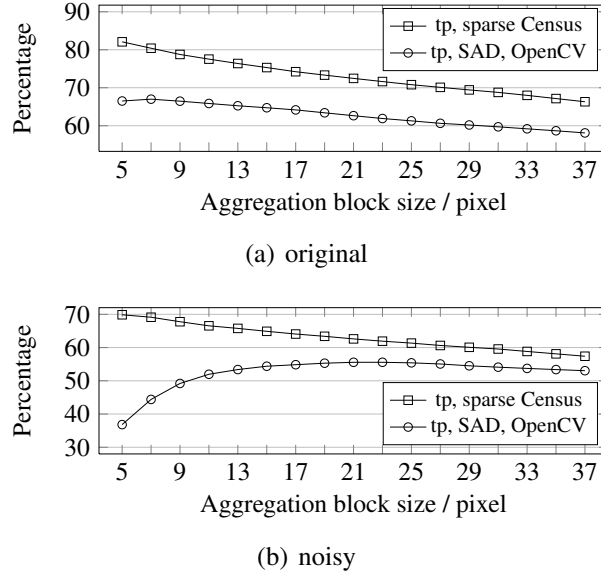 90
80
70
60
Percentage
tp, sparse Census
tp, SAD, OpenCV
5 9 13 17 21 25 29 33 37
Aggregation block size / pixel
(a) original
70
60
50
40
30
Percentage
tp, sparse Census
tp, SAD, OpenCV
5 9 13 17 21 25 29 33 37
Aggregation block size / pixel
(b) noisy